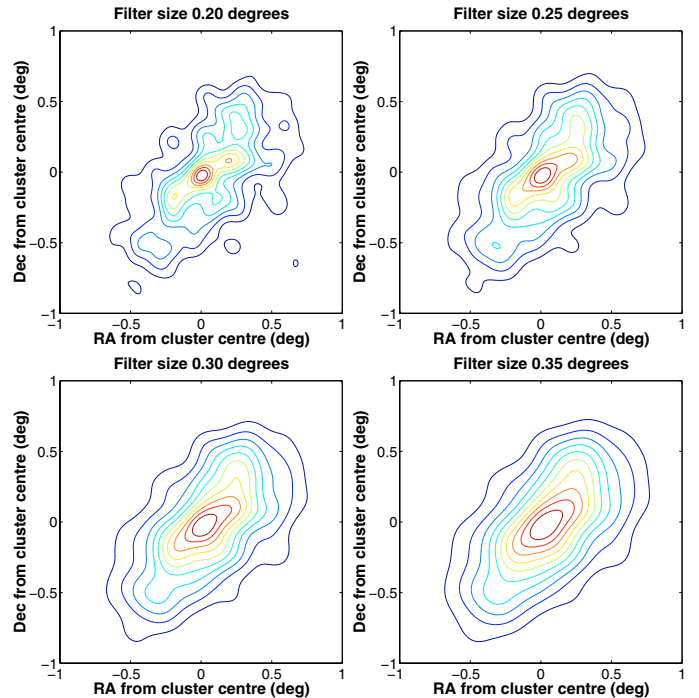 Filter size 0.20 degrees
Filter size 0.25 degrees
1
0.5
0
−0.5
−1
Dec from cluster centre (deg)
−1 −0.5 0 0.5 1
RA from cluster centre (deg)
1
0.5
0
−0.5
−1
Dec from cluster centre (deg)
−1 −0.5 0 0.5 1
RA from cluster centre (deg)
Filter size 0.30 degrees
Filter size 0.35 degrees
1
0.5
0
−0.5
−1
Dec from cluster centre (deg)
−1 −0.5 0 0.5 1
RA from cluster centre (deg)
1
0.5
0
−0.5
−1
Dec from cluster centre (deg)
−1 −0.5 0 0.5 1
RA from cluster centre (deg)